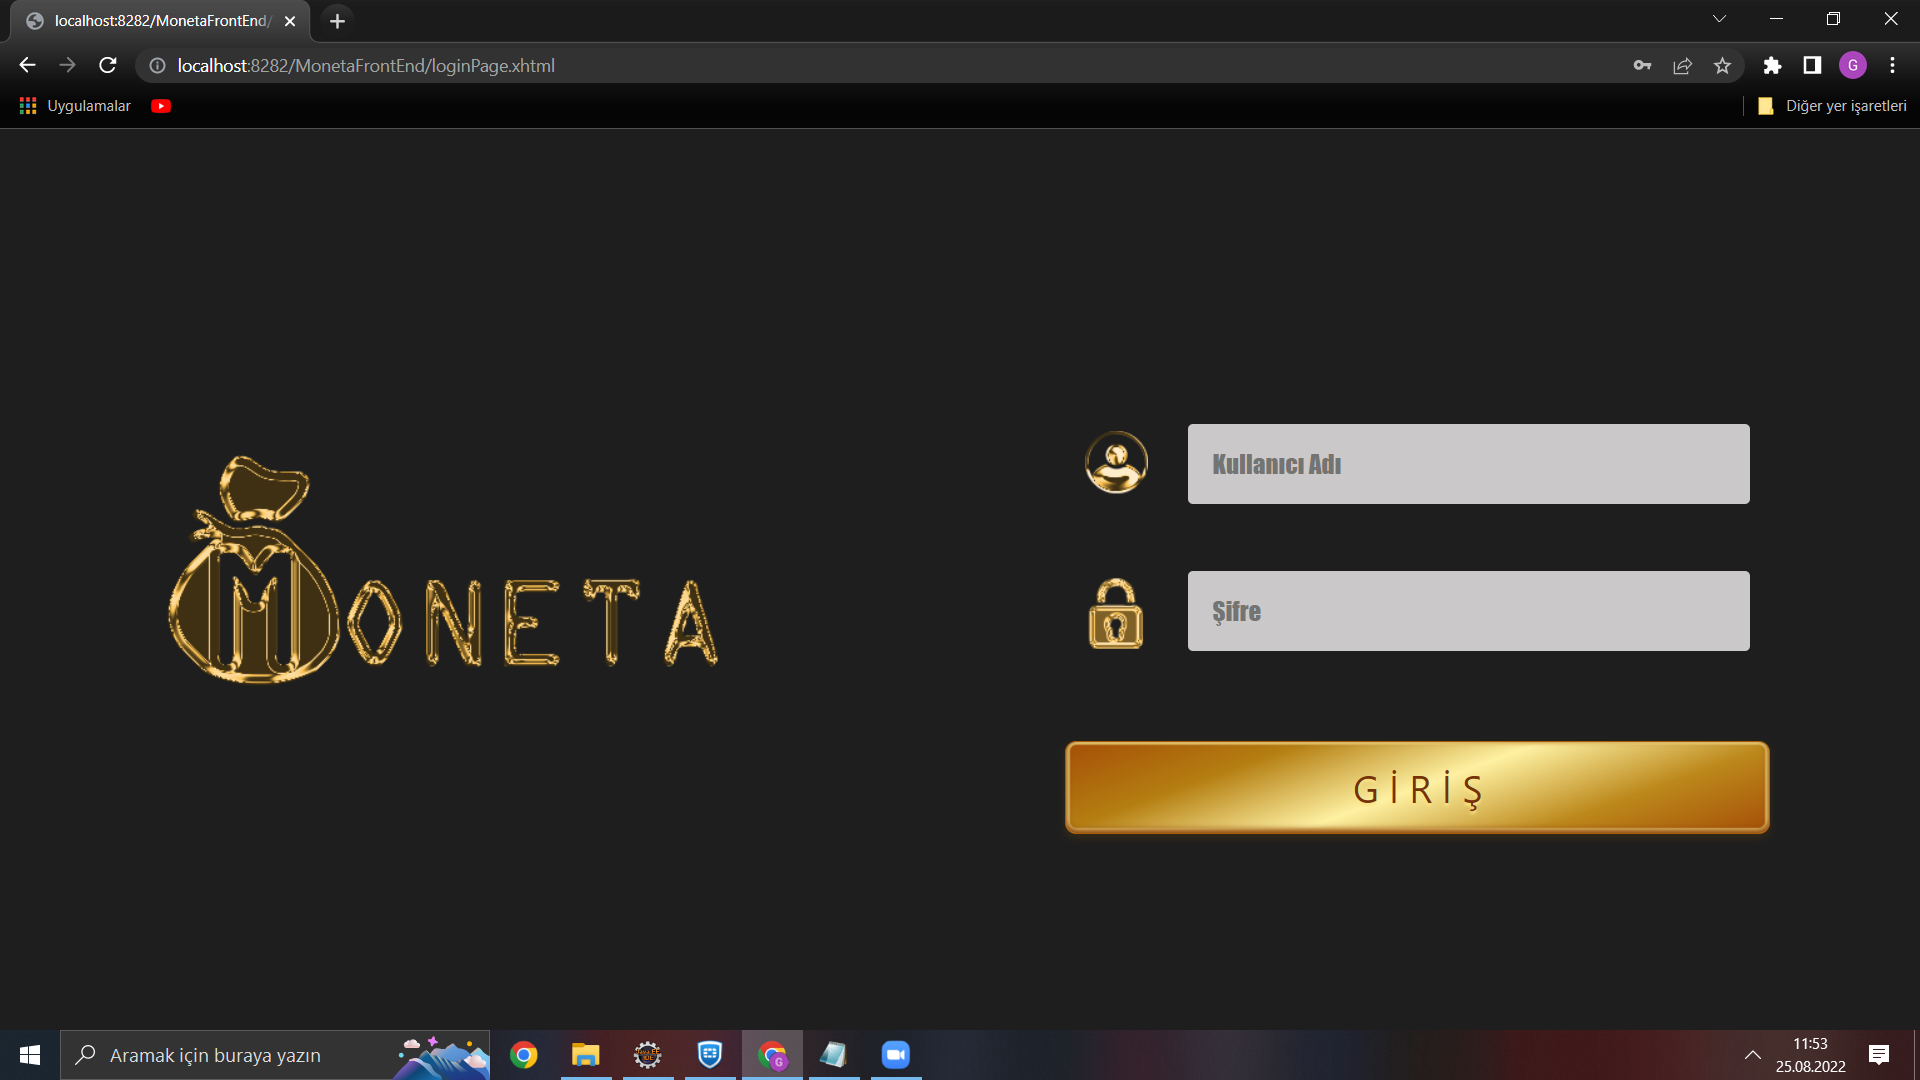 localhost:8282/MonetaFrontEnd/
localhost:8282/MonetaFrontEnd/loginPage.xhtml
G
Uygulamalar
Diğer yer işaretleri
MONETA
Kullanıcı Adı
Şifre
GİRİŞ
Aramak için buraya yazın
G
11:53
25.08.2022